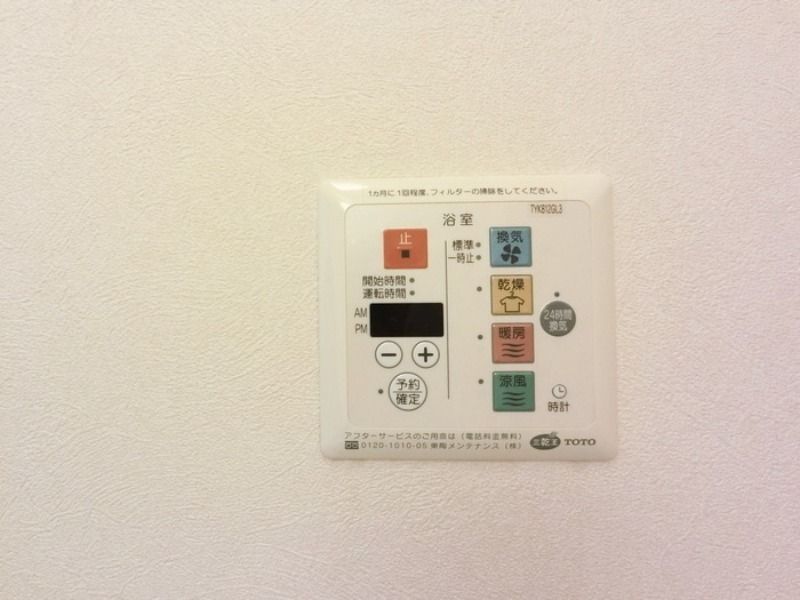 1ヵ月に1回程度、フィルターの掃除をしてください。
TYKB12GL3
浴室
止
標準
一時止
換気
開始時間
運転時間
乾燥
AM
PM
24時間
換気
暖房
予約
確定
涼風
時計
アフターサービスのご用命は(電話料金無料)
0120-1010-05 東陶メンテナンス(株)
三乾王 TOTO